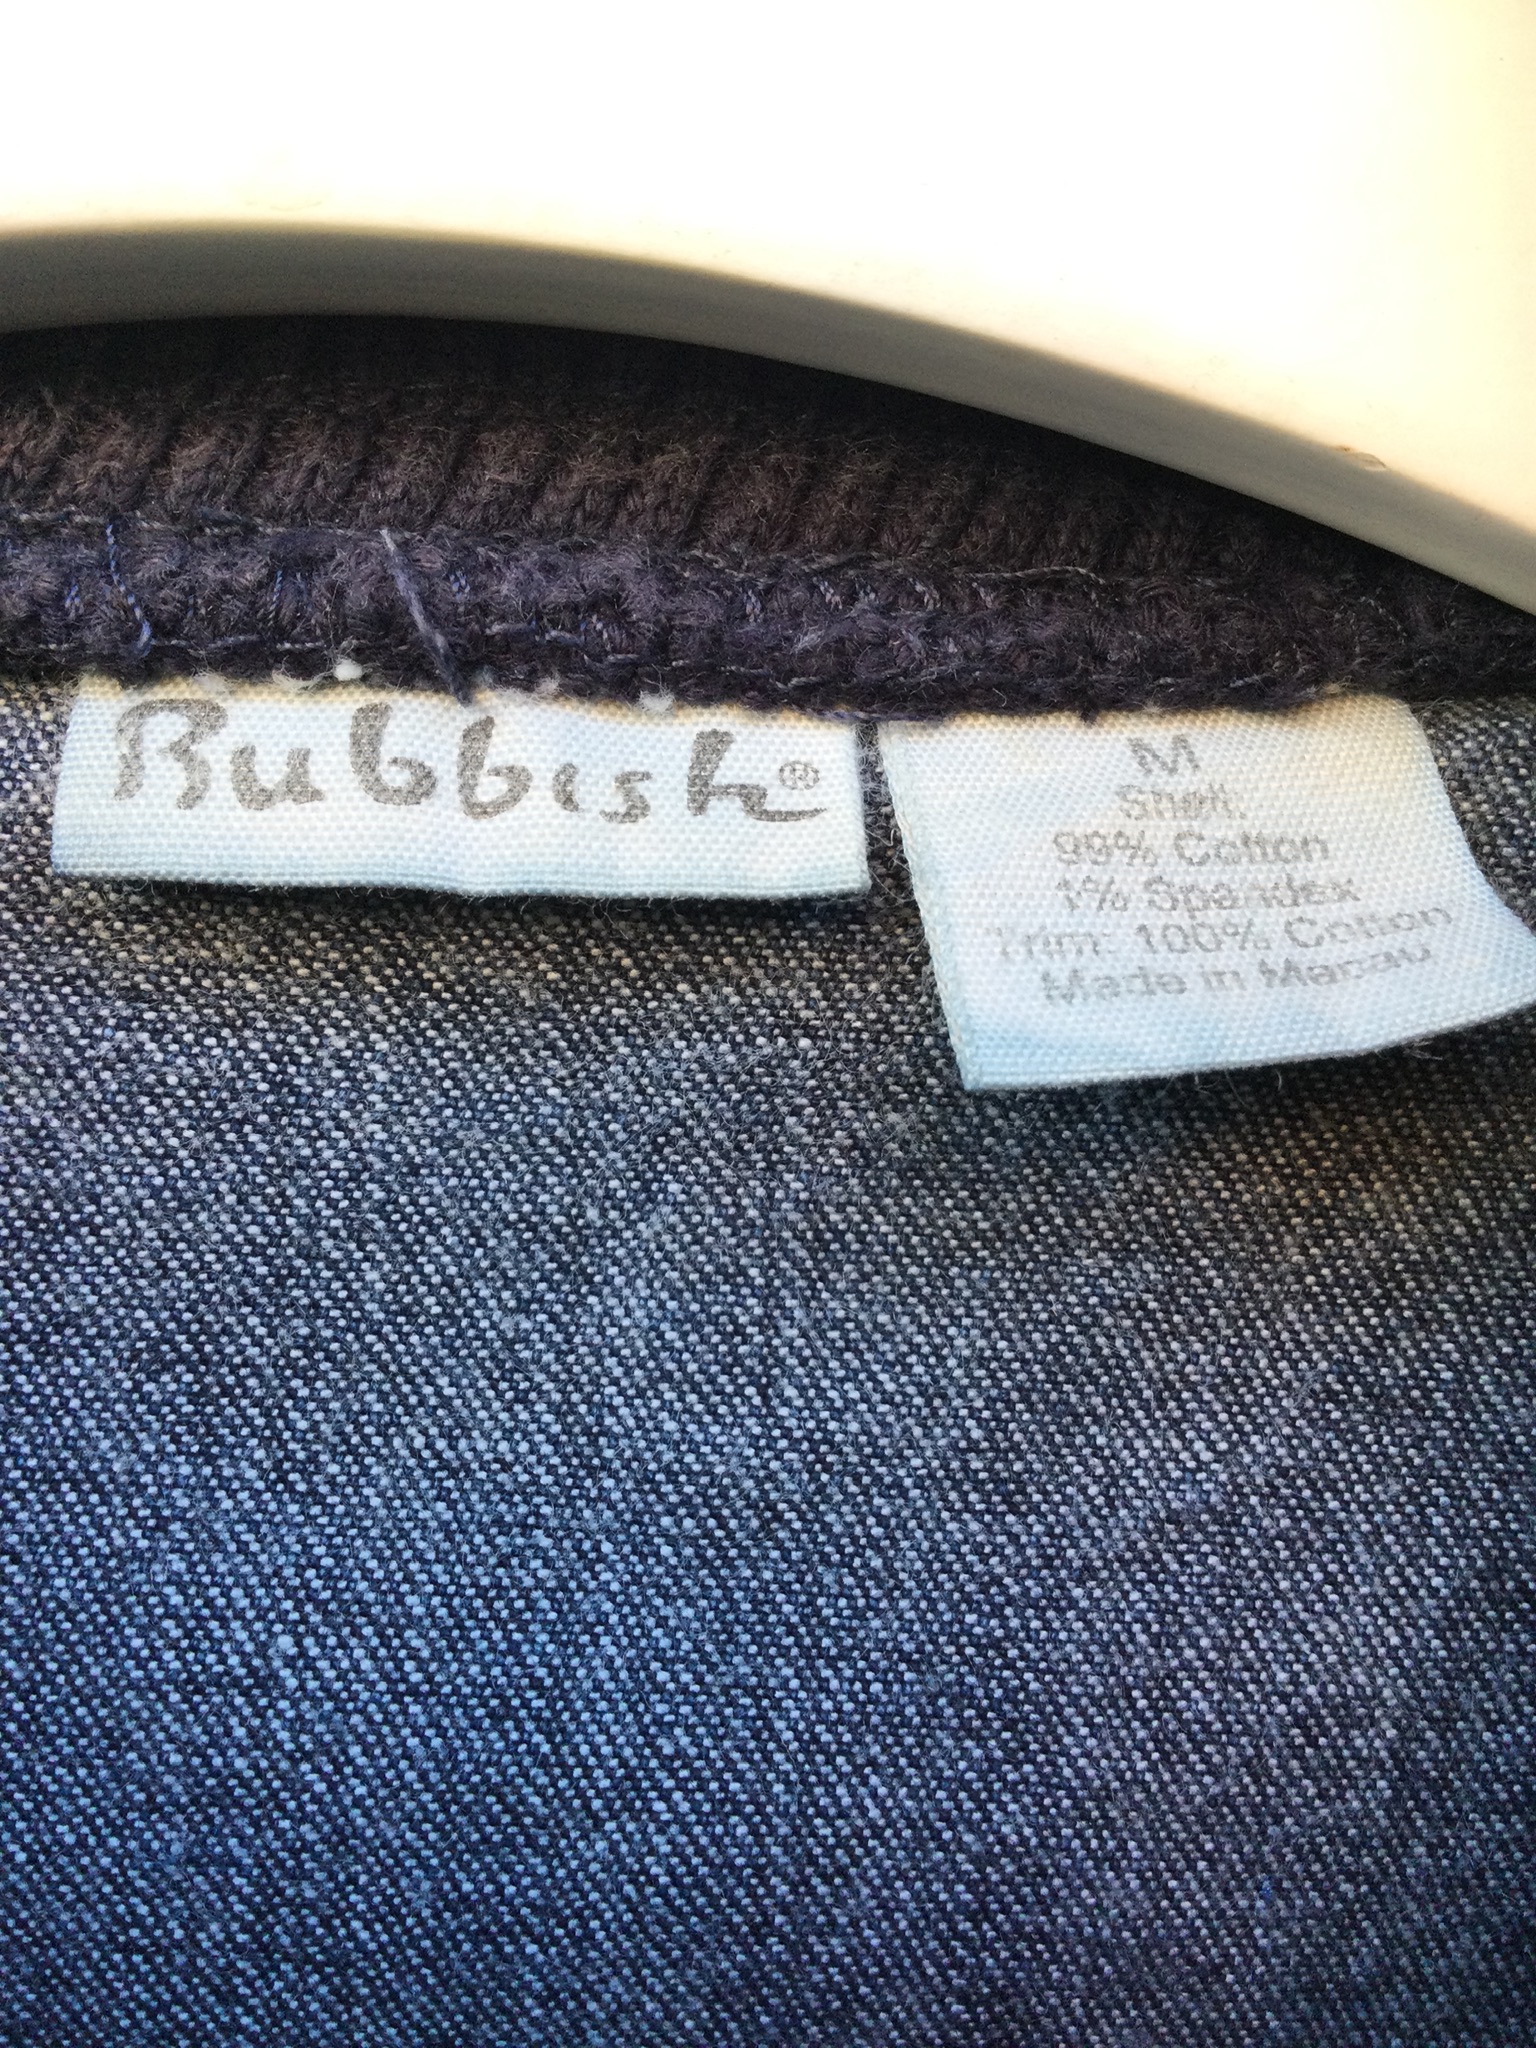 Rubbish®
M
Shell:
99% Cotton
1% Spandex
Trim: 100% Cotton
Made in Macau